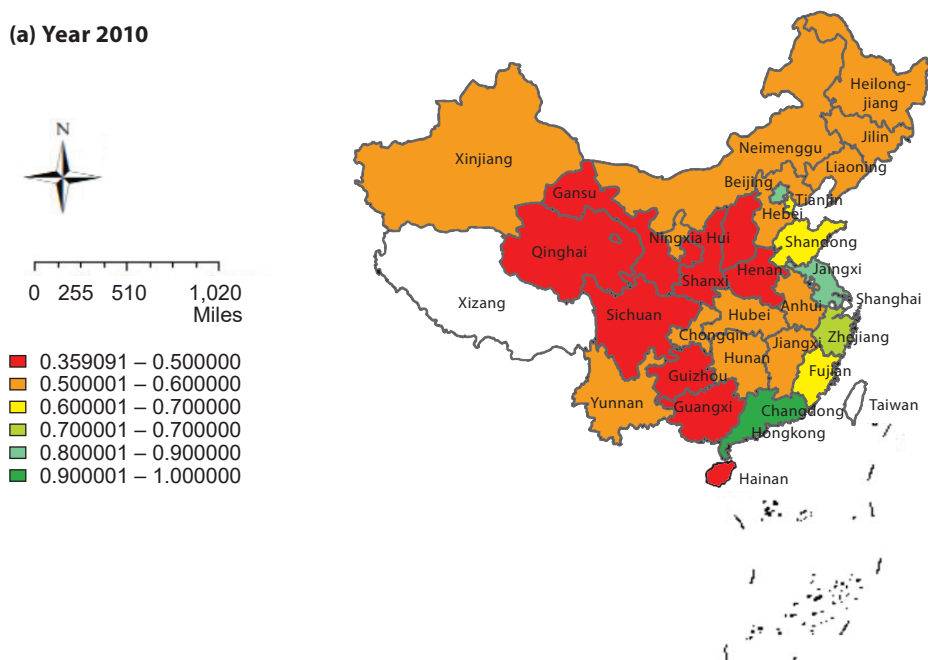 (a) Year 2010
N
0 255 510 1,020
Miles
0.359091 – 0.500000
0.500001 – 0.600000
0.600001 – 0.700000
0.700001 – 0.700000
0.800001 – 0.900000
0.900001 – 1.000000
Heilong-
jiang
Jilin
Neimenggu
Liaoning
Xinjiang
Beijing
Gansu
Tianlin
Hebei
Ningxia Hui
Shandong
Qinghai
Henan
Jaingxi
Shanxi
Xizang
Anhui
Shanghai
Sichuan
Hubei
Chongqin
Jiangxi
Zhejiang
Hunan
Guizhou
Fujian
Yunnan
Guangxi
Changdong
Taiwan
Hongkong
Hainan